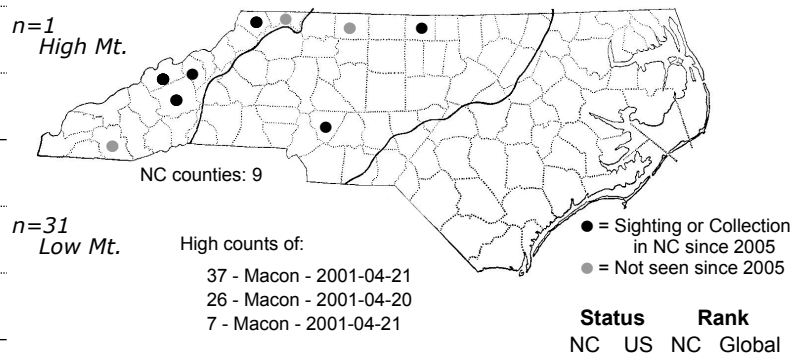 n=1
High Mt.
NC counties: 9
n=31
Low Mt.
High counts of:
37 - Macon - 2001-04-21
26 - Macon - 2001-04-20
7 - Macon - 2001-04-21
= Sighting or Collection
in NC since 2005
= Not seen since 2005
Status Rank
NC US NC Global